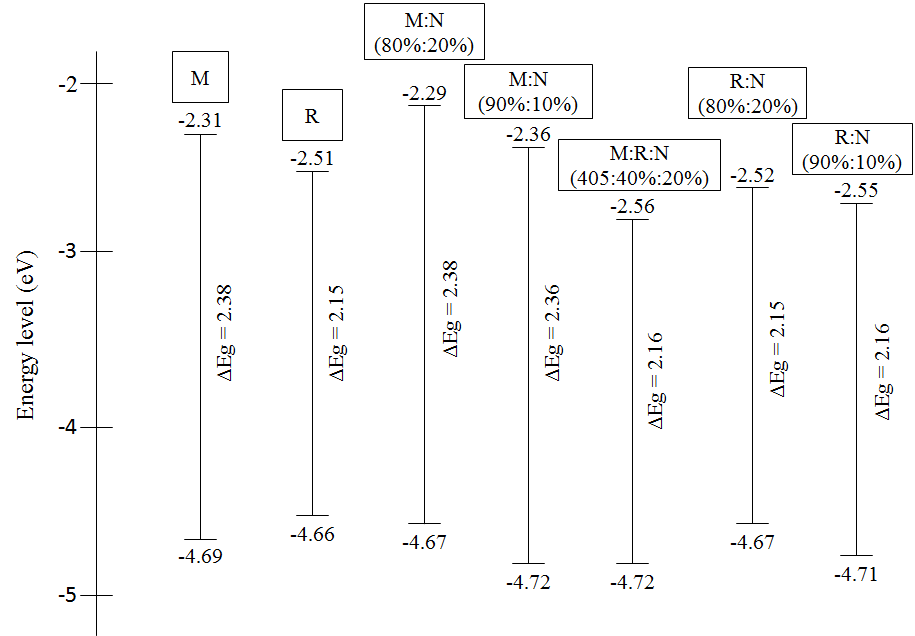 Energy level (eV)
-2
-3
-4
-5
M
-2.31
ΔEg = 2.38
-4.69
R
-2.51
ΔEg = 2.15
-4.66
M:N
(80%:20%)
-2.29
ΔEg = 2.38
-4.67
M:N
(90%:10%)
-2.36
ΔEg = 2.36
-4.72
M:R:N
(405:40%:20%)
-2.56
ΔEg = 2.16
-4.72
R:N
(80%:20%)
-2.52
ΔEg = 2.15
-4.67
R:N
(90%:10%)
-2.55
ΔEg = 2.16
-4.71